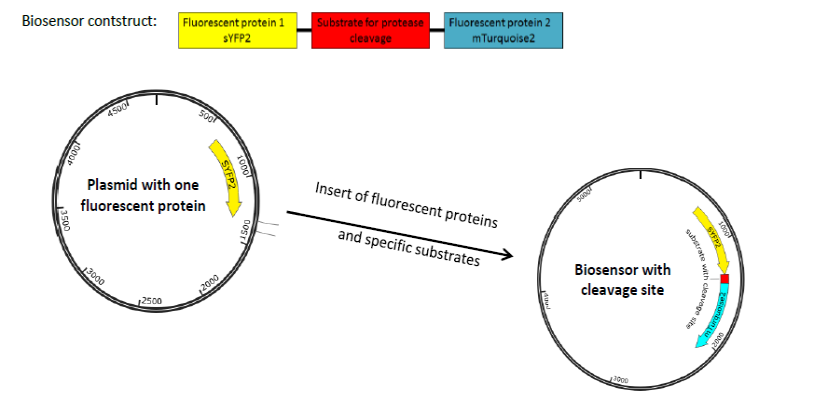 Biosensor contstruct:
Fluorescent protein 1
sYFP2
Substrate for protease
cleavage
Fluorescent protein 2
mTurquoise2
4500
500
4000
1000
SYFP2
Plasmid with one
fluorescent protein
3500
1500
3000
2000
2500
Insert of fluorescent proteins
and specific substrates
5000
1000
SYFP2
substrate with cleavage site
Biosensor with
cleavage site
mTurquoise2
2000
3000